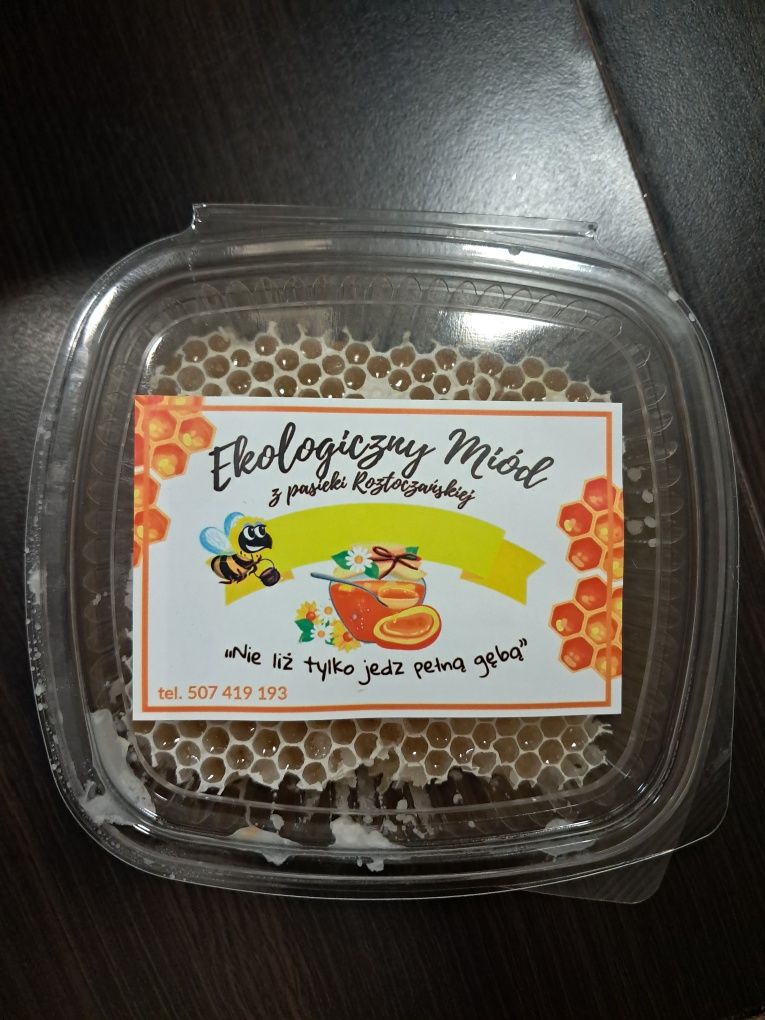 Ekologiczny Miód
z pasieki Roztoczańskiej
„Nie liż tylko jedz pełną gębą”
tel. 507 419 193